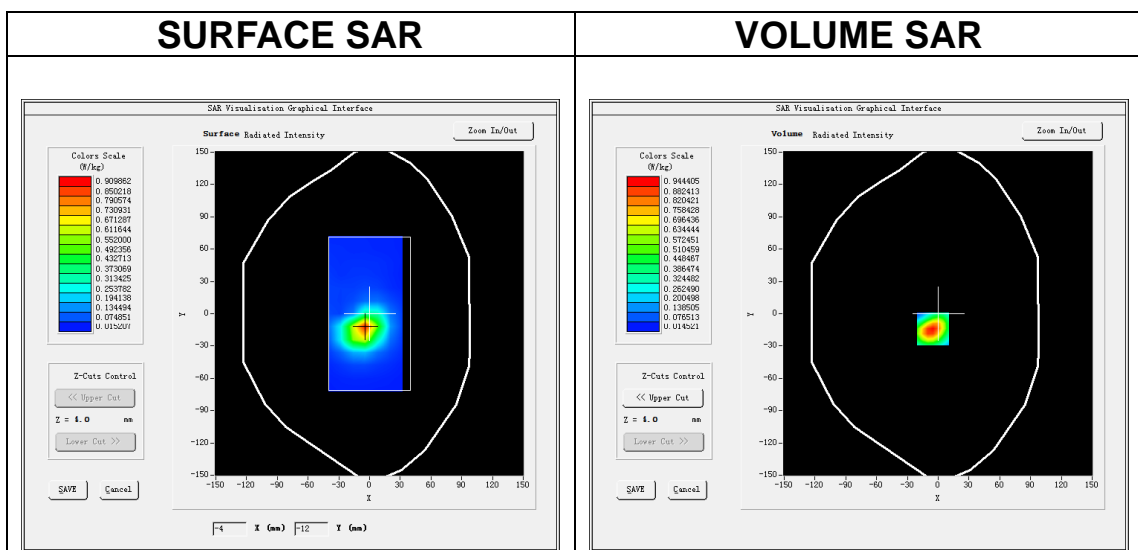 SURFACE SAR
VOLUME SAR
SAR Visualisation Graphical Interface
Surface Radiated Intensity
Zoom In/Out
Colors Scale
(W/kg)
0.909862
0.850218
0.790574
0.730931
0.671287
0.611644
0.552000
0.492356
0.432713
0.373069
0.313425
0.253782
0.194138
0.134494
0.074851
0.015207
Z-Cuts Control
<< Upper Cut
Z = 4.0 mm
Lower Cut >>
SAVE
Cancel
150
120
90
60
30
0
-30
-60
-90
-120
-150
Y
-150 -120 -90 -60 -30 0 30 60 90 120 150
X
-4 X (mm) -12 Y (mm)
SAR Visualisation Graphical Interface
Volume Radiated Intensity
Zoom In/Out
Colors Scale
(W/kg)
0.944405
0.882413
0.820421
0.758428
0.696436
0.634444
0.572451
0.510459
0.448467
0.386474
0.324482
0.262490
0.200498
0.138505
0.076513
0.014521
Z-Cuts Control
<< Upper Cut
Z = 4.0 mm
Lower Cut >>
SAVE
Cancel
150
120
90
60
30
0
-30
-60
-90
-120
-150
Y
-150 -120 -90 -60 -30 0 30 60 90 120 150
X